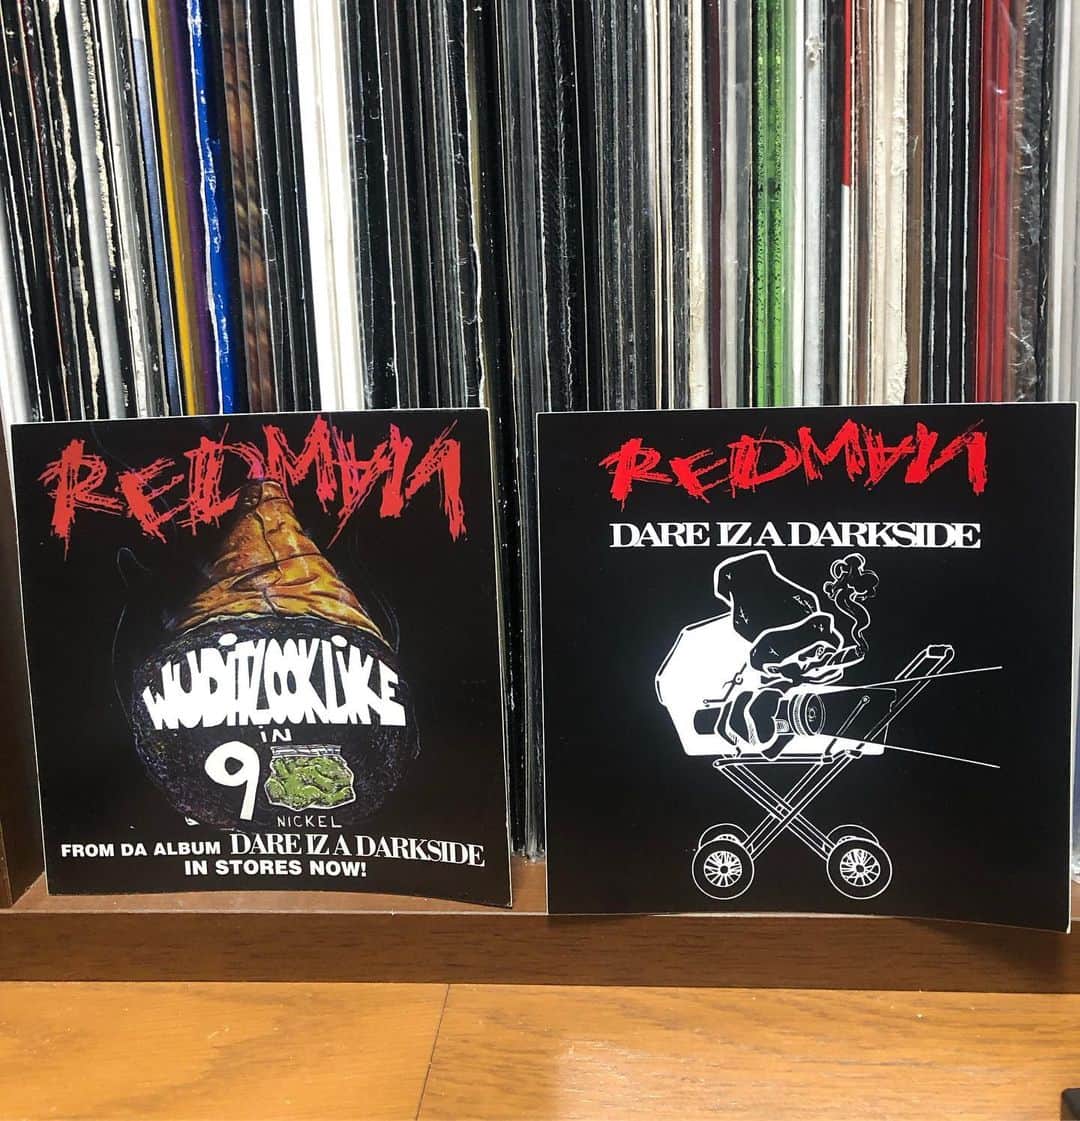 REDMAN
WUDITLOOKLIKE
IN
9
NICKEL
FROM DA ALBUM DARE IZ A DARKSIDE
IN STORES NOW!
REDMAN
DARE IZ A DARKSIDE